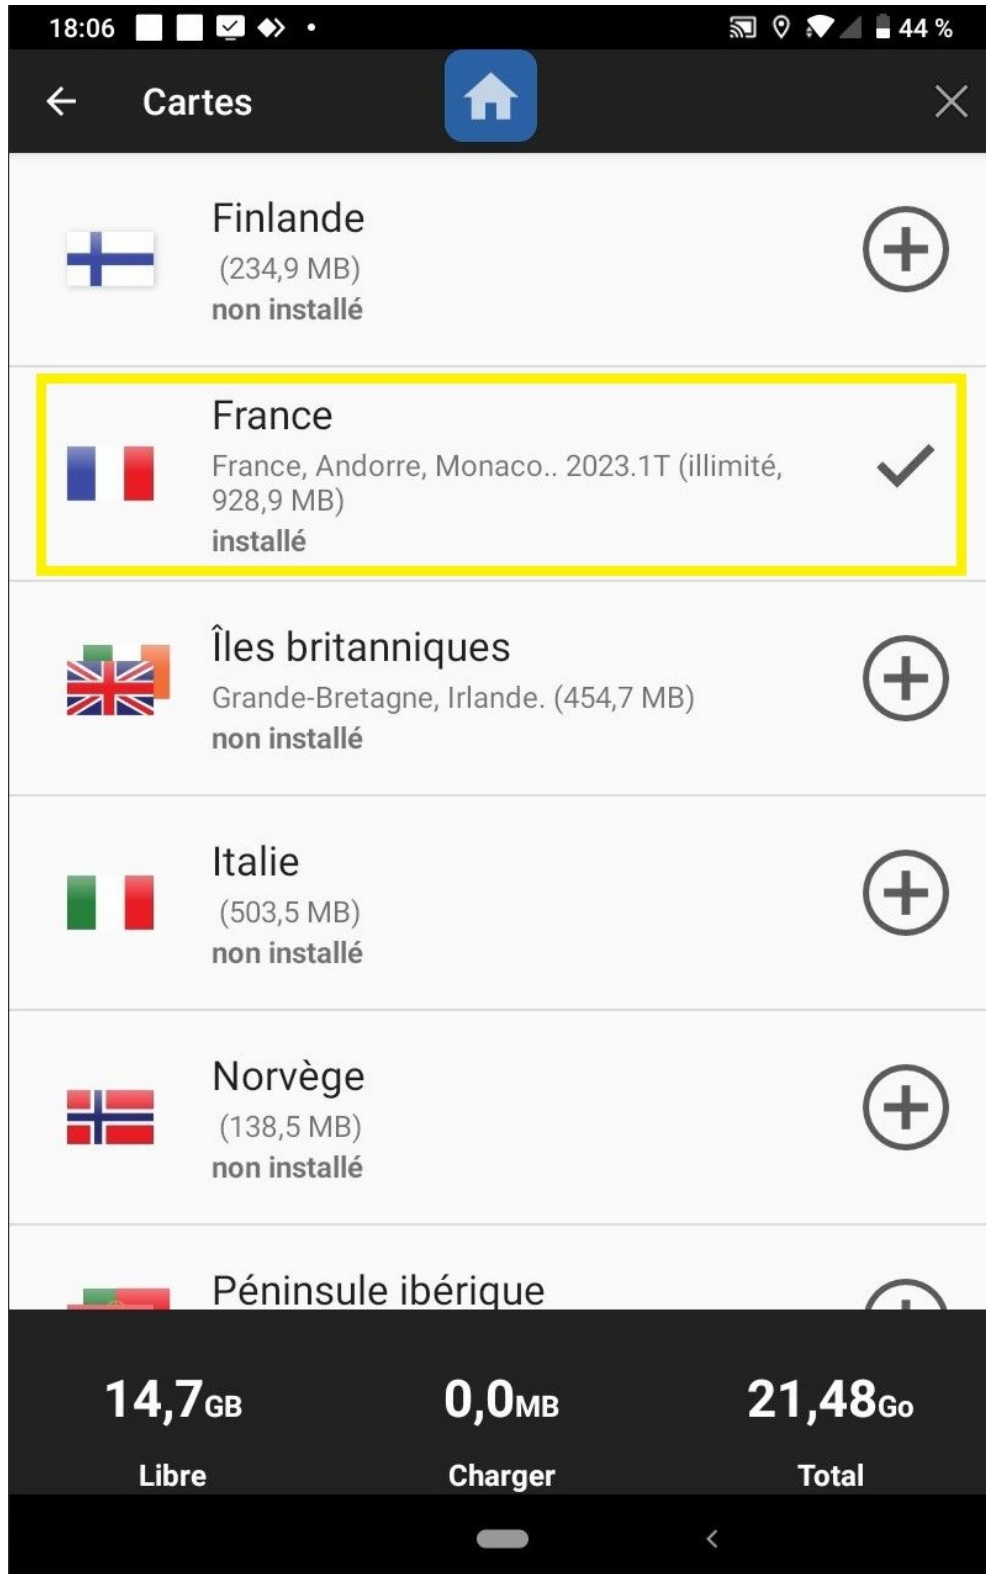 18:06 44 %
Cartes
Finlande
(234,9 MB)
non installé
France
France, Andorre, Monaco.. 2023.1T (illimité,
928,9 MB)
installé
Îles britanniques
Grande-Bretagne, Irlande. (454,7 MB)
non installé
Italie
(503,5 MB)
non installé
Norvège
(138,5 MB)
non installé
Péninsule ibérique
14,7GB 0,0MB 21,48Go
Libre Charger Total